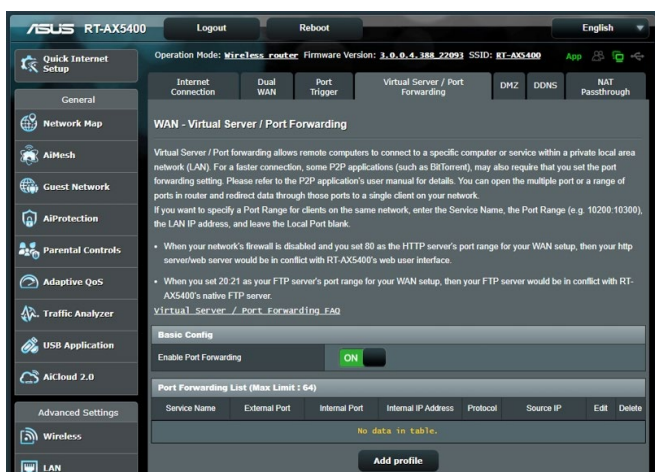 ASUS RT-AX5400
Logout
Reboot
English
Quick Internet
Setup
Operation Mode: Wireless router Firmware Version: 3.0.0.4.388_22093 SSID: RT-AX5400
App
Internet
Connection
Dual
WAN
Port
Trigger
Virtual Server / Port
Forwarding
DMZ
DDNS
NAT
Passthrough
General
Network Map
AiMesh
Guest Network
AiProtection
Parental Controls
Adaptive QoS
Traffic Analyzer
USB Application
AiCloud 2.0
Advanced Settings
Wireless
LAN
WAN - Virtual Server / Port Forwarding
Virtual Server / Port forwarding allows remote computers to connect to a specific computer or service within a private local area
network (LAN). For a faster connection, some P2P applications (such as BitTorrent), may also require that you set the port
forwarding setting. Please refer to the P2P application's user manual for details. You can open the multiple port or a range of
ports in router and redirect data through those ports to a single client on your network.
If you want to specify a Port Range for clients on the same network, enter the Service Name, the Port Range (e.g. 10200:10300),
the LAN IP address, and leave the Local Port blank.
• When your network's firewall is disabled and you set 80 as the HTTP server's port range for your WAN setup, then your http
server/web server would be in conflict with RT-AX5400's web user interface.
• When you set 20:21 as your FTP server's port range for your WAN setup, then your FTP server would be in conflict with RT-
AX5400's native FTP server.
Virtual Server / Port Forwarding FAQ
Basic Config
Enable Port Forwarding
ON
Port Forwarding List (Max Limit : 64)
Service Name External Port Internal Port Internal IP Address Protocol Source IP Edit Delete
No data in table.
Add profile